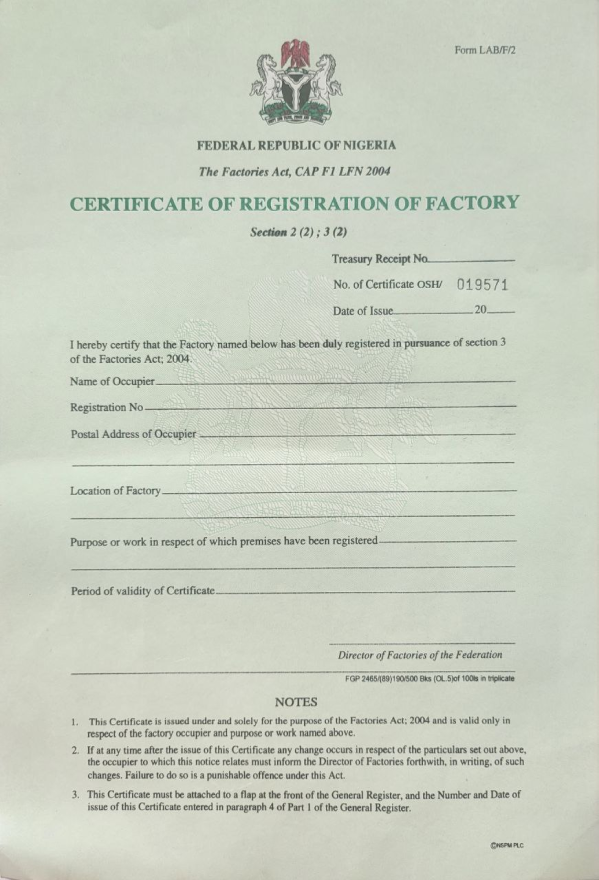 Form LAB/F/2
FEDERAL REPUBLIC OF NIGERIA
The Factories Act, CAP F1 LFN 2004
CERTIFICATE OF REGISTRATION OF FACTORY
Section 2 (2) ; 3 (2)
Treasury Receipt No.
No. of Certificate OSH/ 019571
Date of Issue 20
I hereby certify that the Factory named below has been duly registered in pursuance of section 3
of the Factories Act; 2004.
Name of Occupier
Registration No
Postal Address of Occupier
Location of Factory
Purpose or work in respect of which premises have been registered
Period of validity of Certificate
Director of Factories of the Federation
FGP 2465/(89)190/500 Bks (OL.5)of 100ls in triplicate
NOTES
1. This Certificate is issued under and solely for the purpose of the Factories Act; 2004 and is valid only in
respect of the factory occupier and purpose or work named above.
2. If at any time after the issue of this Certificate any change occurs in respect of the particulars set out above,
the occupier to which this notice relates must inform the Director of Factories forthwith, in writing, of such
changes. Failure to do so is a punishable offence under this Act.
3. This Certificate must be attached to a flap at the front of the General Register, and the Number and Date of
issue of this Certificate entered in paragraph 4 of Part 1 of the General Register.
©NSPM PLC